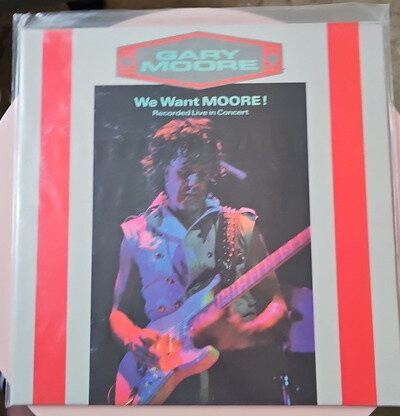 GARY
MOORE
We Want MOORE!
Recorded Live in Concert